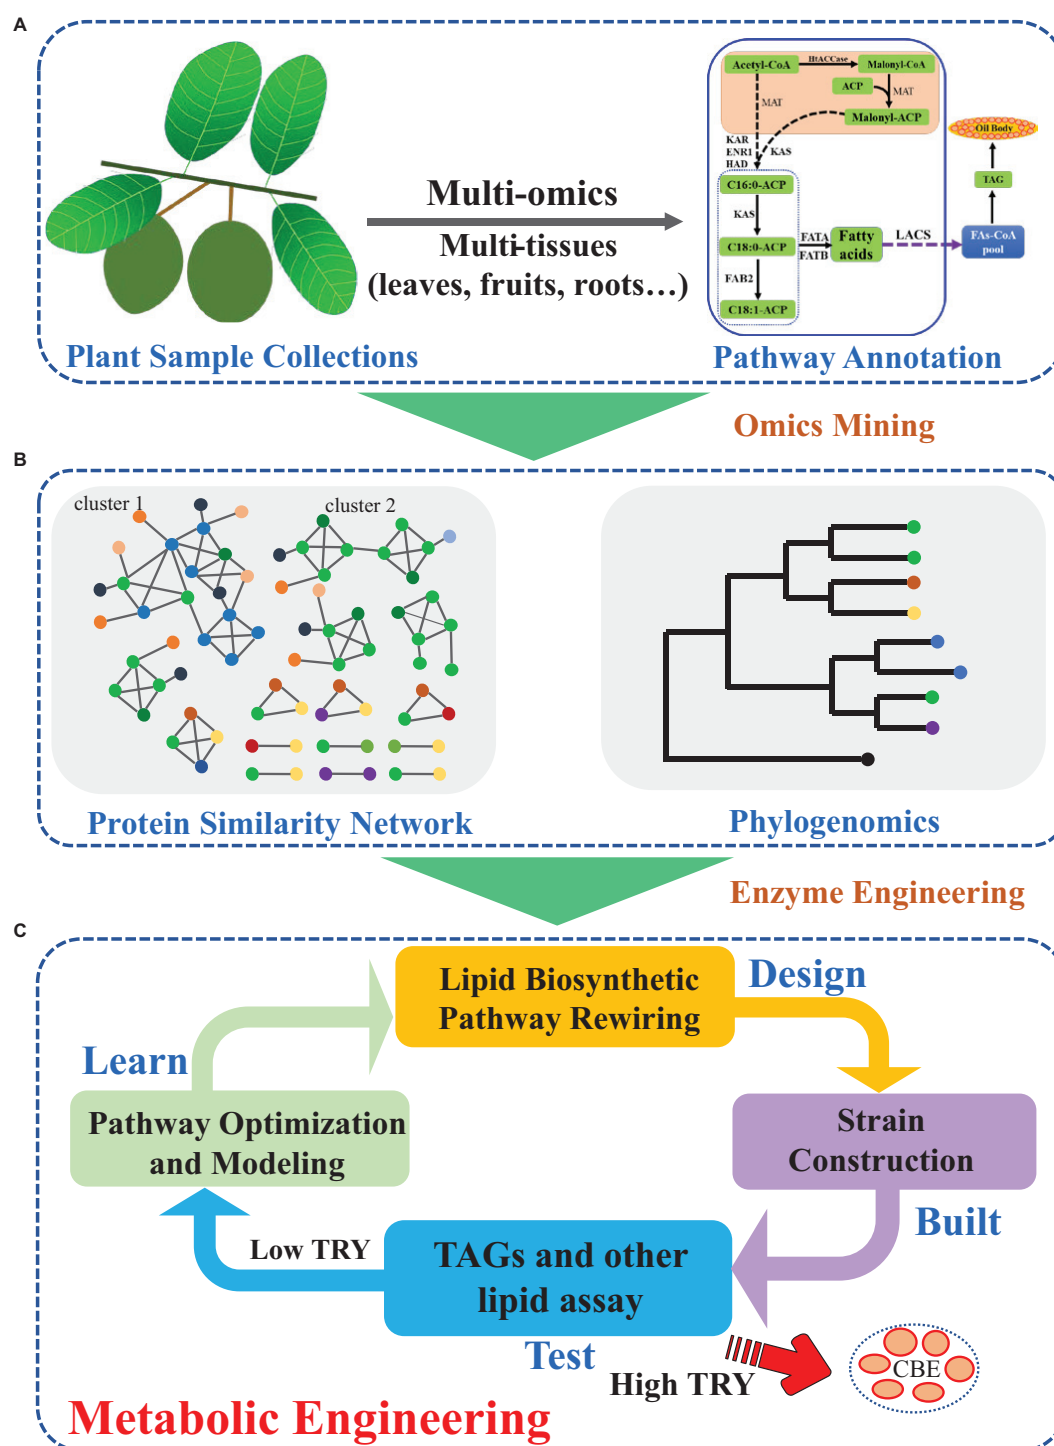 A
Multi-omics
Multi-tissues
(leaves, fruits, roots...)
Plant Sample Collections
Acetyl-CoA
HtACCase
Malonyl-CoA
ACP
MAT
MAT
Malonyl-ACP
KAR
ENR1
HAD
KAS
C16:0-ACP
KAS
C18:0-ACP
FATA
FATB
Fatty
acids
LACS
FAs-CoA
pool
TAG
Oil Body
FAB2
C18:1-ACP
Pathway Annotation
Omics Mining
B
cluster 1
cluster 2
Protein Similarity Network
Phylogenomics
Enzyme Engineering
C
Lipid Biosynthetic
Pathway Rewiring
Design
Learn
Pathway Optimization
and Modeling
Strain
Construction
Built
Low TRY
TAGs and other
lipid assay
Test
High TRY
CBE
Metabolic Engineering